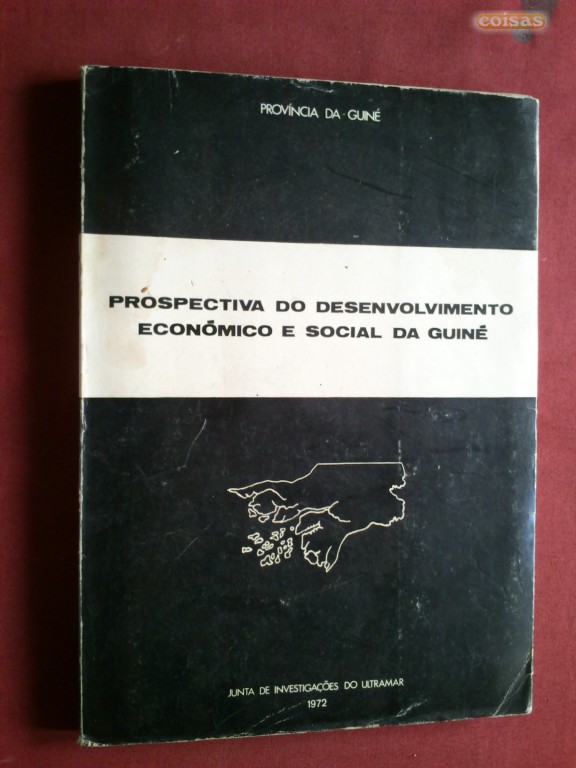 coisas
PROVÍNCIA DA GUINÉ
PROSPECTIVA DO DESENVOLVIMENTO
ECONÓMICO E SOCIAL DA GUINÉ
JUNTA DE INVESTIGAÇÕES DO ULTRAMAR
1972